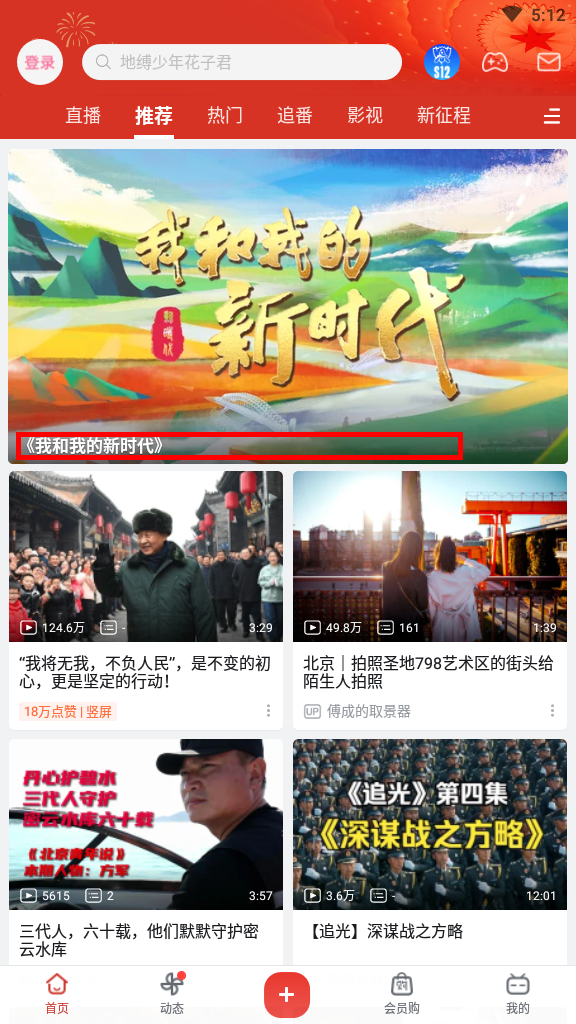 5:12
登录
地缚少年花子君
S12
直播
推荐
热门
追番
影视
新征程
我和我的
新时代
《我和我的新时代》
124.6万
-
3:29
49.8万
161
1:39
“我将无我，不负人民”，是不变的初
心，更是坚定的行动！
18万点赞 | 竖屏
北京｜拍照圣地798艺术区的街头给
陌生人拍照
UP 傅成的取景器
丹心护碧水
三代人守护
密云水库六十载
《北京青年说》
本期人物：方军
5615
2
3:57
《追光》第四集
《深谋战之方略》
3.6万
-
12:01
三代人，六十载，他们默默守护密
云水库
【追光】深谋战之方略
首页
动态
会员购
我的